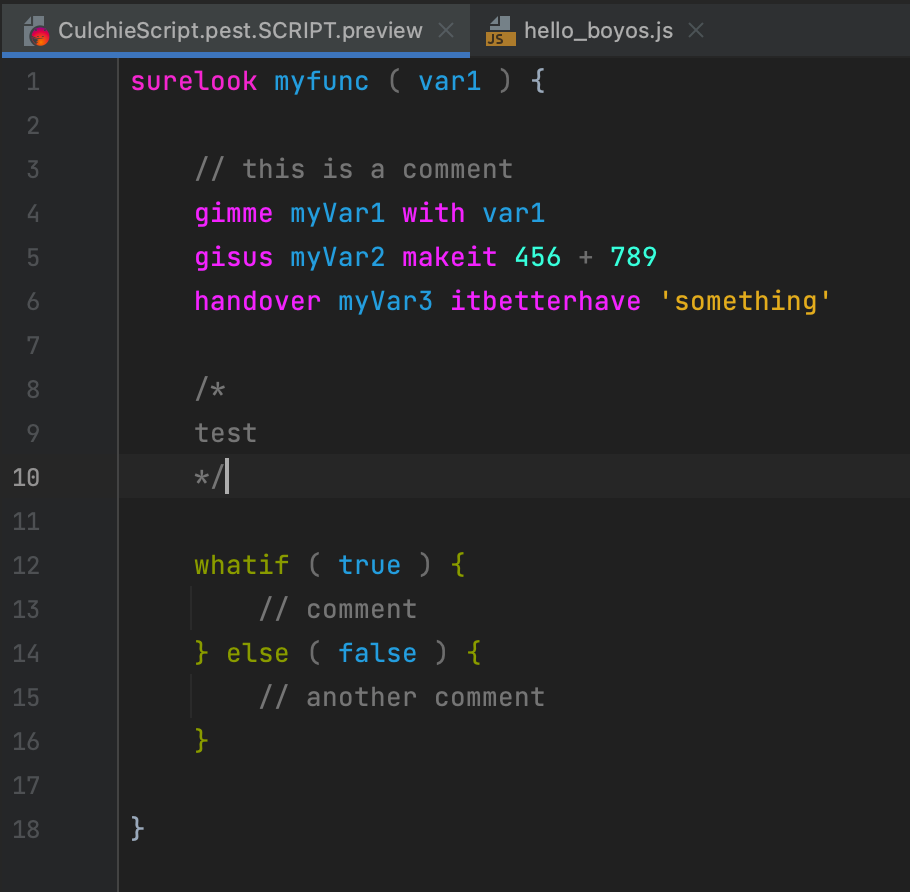 CulchieScript.pest.SCRIPT.preview hello_boyos.js
1 surelook myfunc ( var1 ) {
2
3 // this is a comment
4 gimme myVar1 with var1
5 gisus myVar2 makeit 456 + 789
6 handover myVar3 itbetterhave 'something'
7
8 /*
9 test
10 */
11
12 whatif ( true ) {
13 // comment
14 } else ( false ) {
15 // another comment
16 }
17
18 }